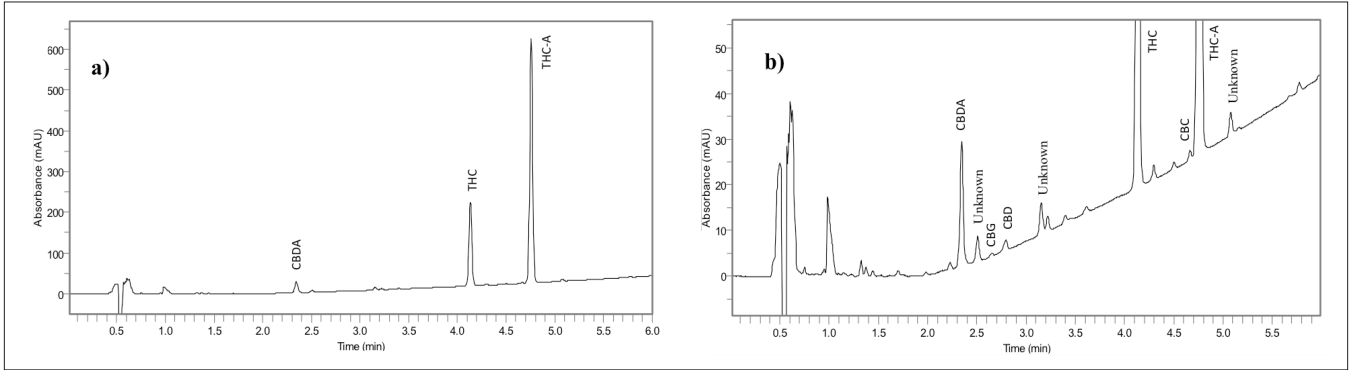 a)
Absorbance (mAU)
600
500
400
300
200
100
0
CBDA
THC
THC-A
0.5 1.0 1.5 2.0 2.5 3.0 3.5 4.0 4.5 5.0 5.5 6.0
Time (min)
b)
Absorbance (mAU)
50
40
30
20
10
0
CBDA
Unknown
CBG
CBD
Unknown
THC
CBC
THC-A
Unknown
0.5 1.0 1.5 2.0 2.5 3.0 3.5 4.0 4.5 5.0 5.5
Time (min)